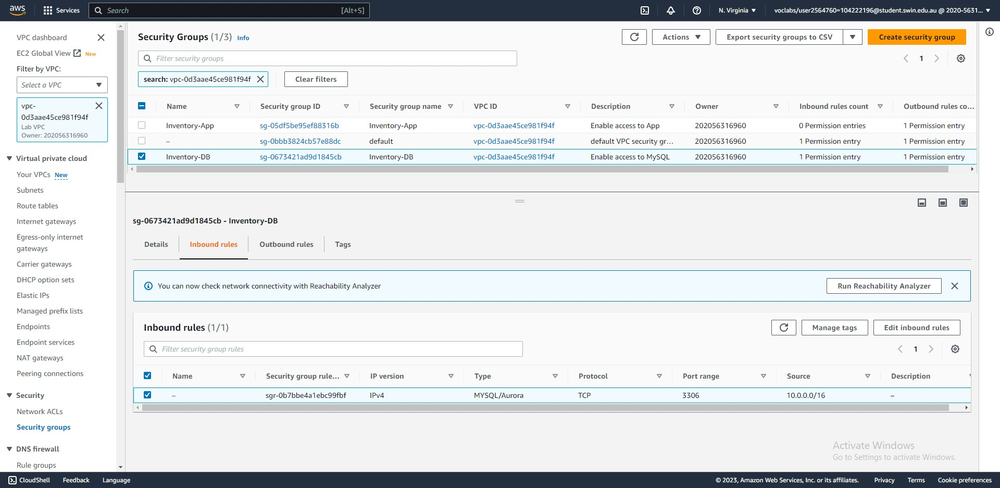 aws Services Search [Alt+S] N. Virginia voclabs/user2564760=104222196@student.swin.edu.au @ 2020-5631...
VPC dashboard
EC2 Global View New
Filter by VPC:
Select a VPC
vpc-
0d3aae45ce981f94f
Lab VPC
Owner: 202056316960
Virtual private cloud
Your VPCs New
Subnets
Route tables
Internet gateways
Egress-only internet
gateways
Carrier gateways
DHCP option sets
Elastic IPs
Managed prefix lists
Endpoints
Endpoint services
NAT gateways
Peering connections
Security
Network ACLs
Security groups
DNS firewall
Rule groups
Security Groups (1/3) Info Actions Export security groups to CSV Create security group
Filter security groups 1
search: vpc-0d3aae45ce981f94f Clear filters
Name Security group ID Security group name VPC ID Description Owner Inbound rules count Outbound rules co...
Inventory-App sg-05df5be95ef88316b Inventory-App vpc-0d3aae45ce981f94f Enable access to App 202056316960 0 Permission entries 1 Permission entry
– sg-0bbb3824cb57e88dc default vpc-0d3aae45ce981f94f default VPC security gr... 202056316960 1 Permission entry 1 Permission entry
Inventory-DB sg-0673421ad9d1845cb Inventory-DB vpc-0d3aae45ce981f94f Enable access to MySQL 202056316960 1 Permission entry 1 Permission entry
sg-0673421ad9d1845cb - Inventory-DB
Details Inbound rules Outbound rules Tags
You can now check network connectivity with Reachability Analyzer Run Reachability Analyzer
Inbound rules (1/1) Manage tags Edit inbound rules
Filter security group rules 1
Name Security group rule... IP version Type Protocol Port range Source Description
– sgr-0b7bbe4a1ebc99fbf IPv4 MYSQL/Aurora TCP 3306 10.0.0.0/16 –
Activate Windows
Go to Settings to activate Windows.
CloudShell Feedback Language © 2023, Amazon Web Services, Inc. or its affiliates. Privacy Terms Cookie preferences